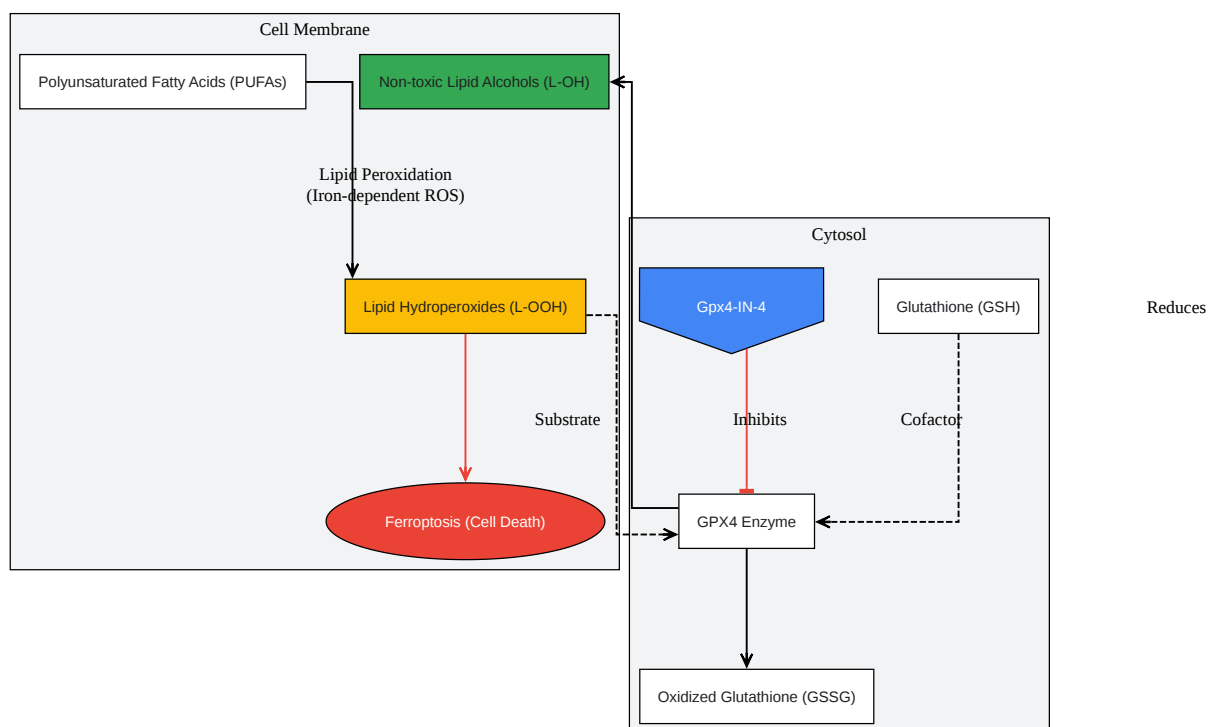 Cell Membrane
Polyunsaturated Fatty Acids (PUFAs)
Non-toxic Lipid Alcohols (L-OH)
Lipid Peroxidation
(Iron-dependent ROS)
Cytosol
Lipid Hydroperoxides (L-OOH)
Gpx4-IN-4
Glutathione (GSH)
Reduces
Substrate
Inhibits
Cofactor
Ferroptosis (Cell Death)
GPX4 Enzyme
Oxidized Glutathione (GSSG)